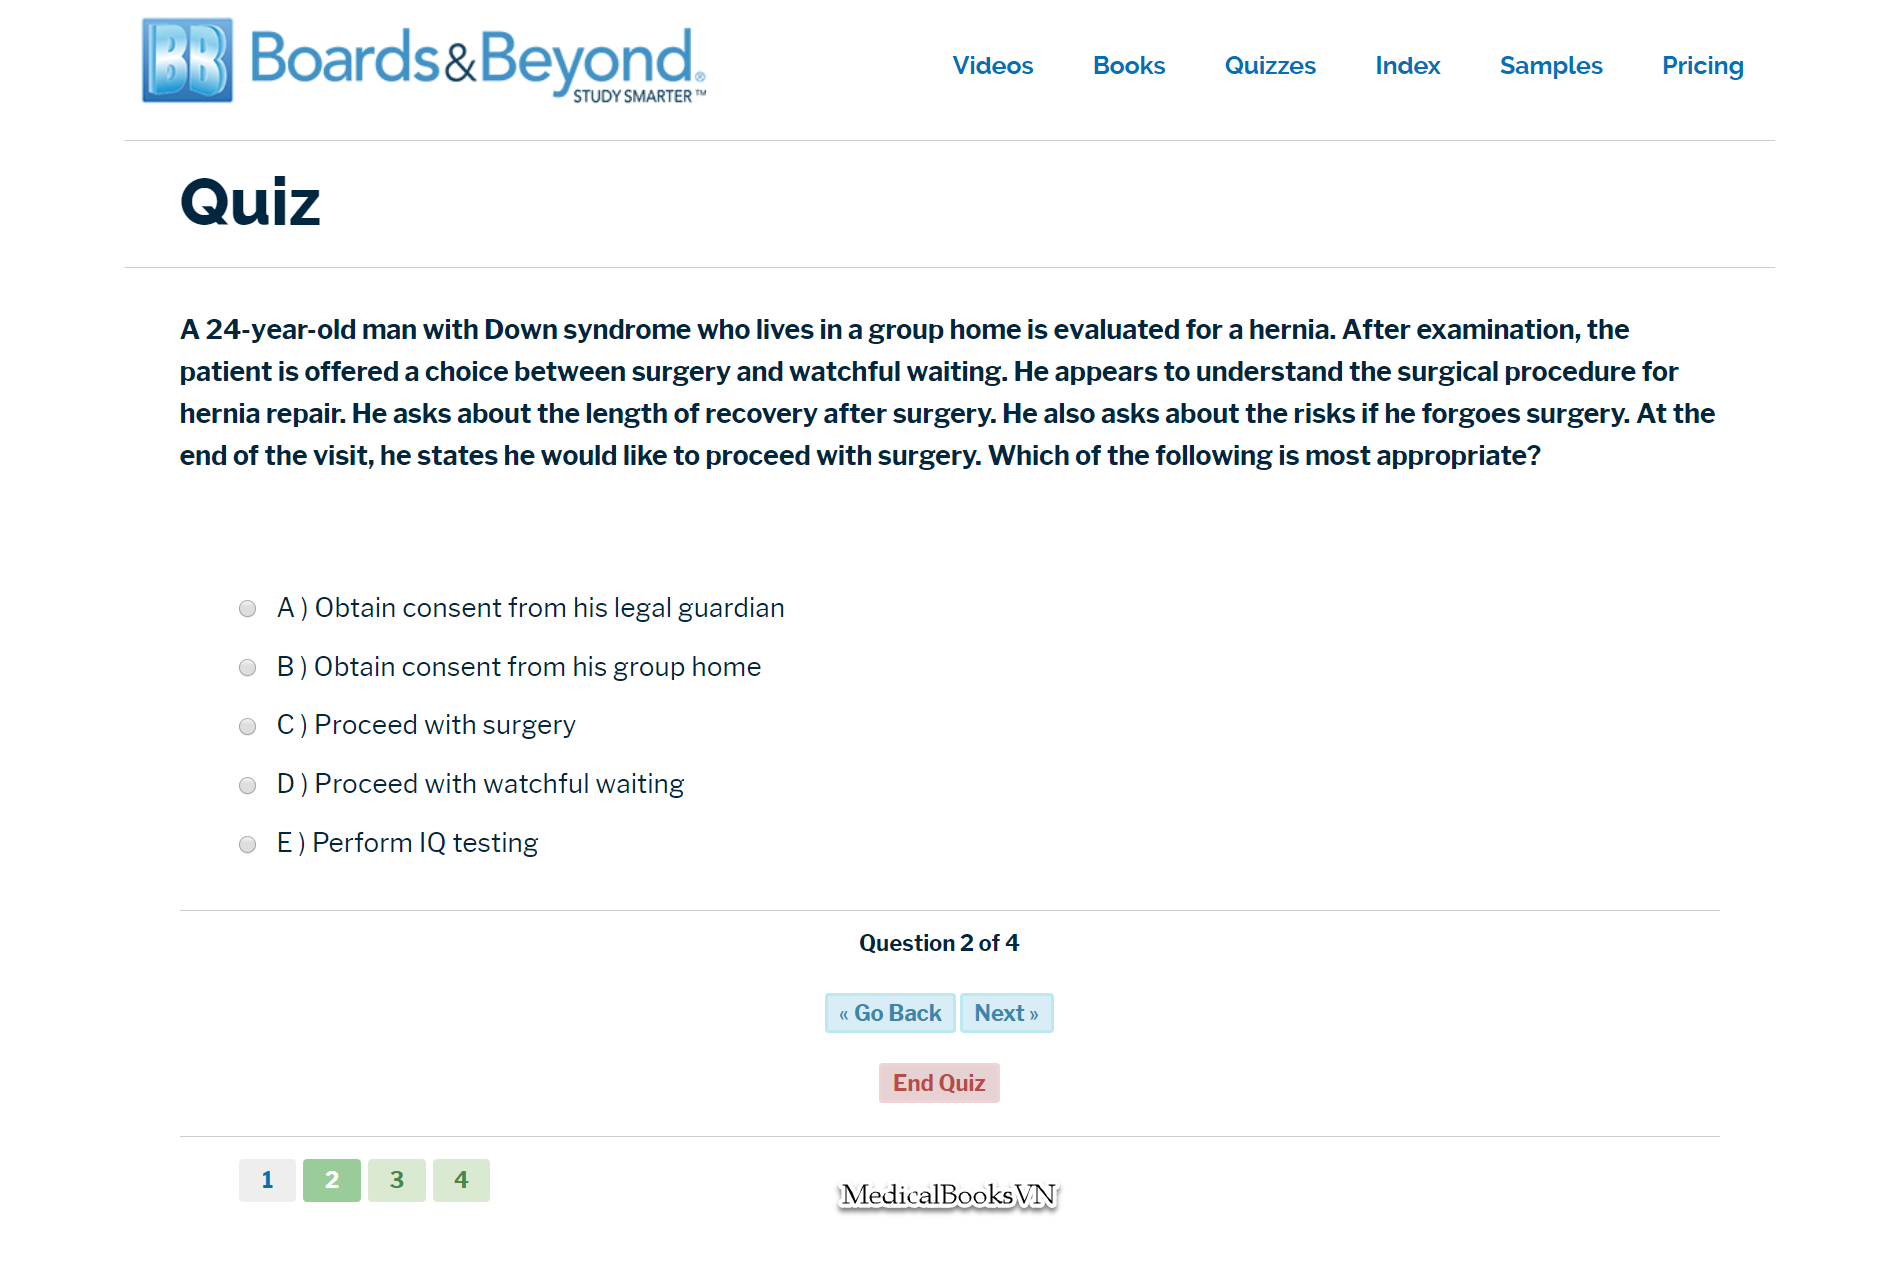 BB Boards&Beyond®
STUDY SMARTER™
Videos Books Quizzes Index Samples Pricing
Quiz
A 24-year-old man with Down syndrome who lives in a group home is evaluated for a hernia. After examination, the
patient is offered a choice between surgery and watchful waiting. He appears to understand the surgical procedure for
hernia repair. He asks about the length of recovery after surgery. He also asks about the risks if he forgoes surgery. At the
end of the visit, he states he would like to proceed with surgery. Which of the following is most appropriate?
A ) Obtain consent from his legal guardian
B ) Obtain consent from his group home
C ) Proceed with surgery
D ) Proceed with watchful waiting
E ) Perform IQ testing
Question 2 of 4
« Go Back Next »
End Quiz
1 2 3 4
MedicalBooksVN